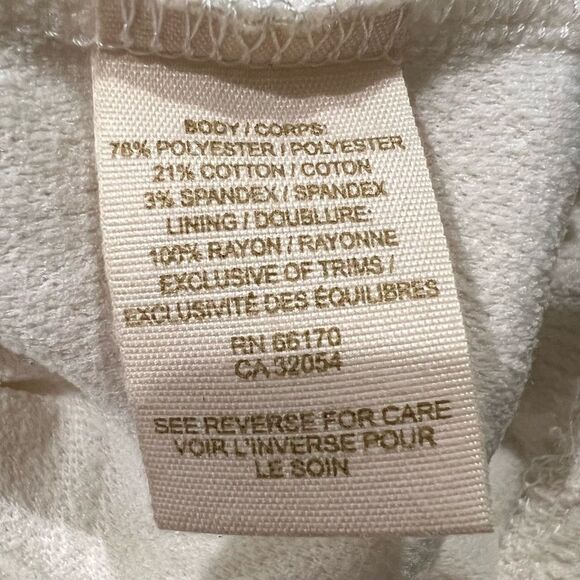 BODY / CORPS:
76% POLYESTER / POLYESTER
21% COTTON / COTON
3% SPANDEX / SPANDEX
LINING / DOUBLURE:
100% RAYON / RAYONNE
EXCLUSIVE OF TRIMS /
EXCLUSIVITÉ DES ÉQUILIBRES
RN 66170
CA 32054
SEE REVERSE FOR CARE
VOIR L'INVERSE POUR
LE SOIN